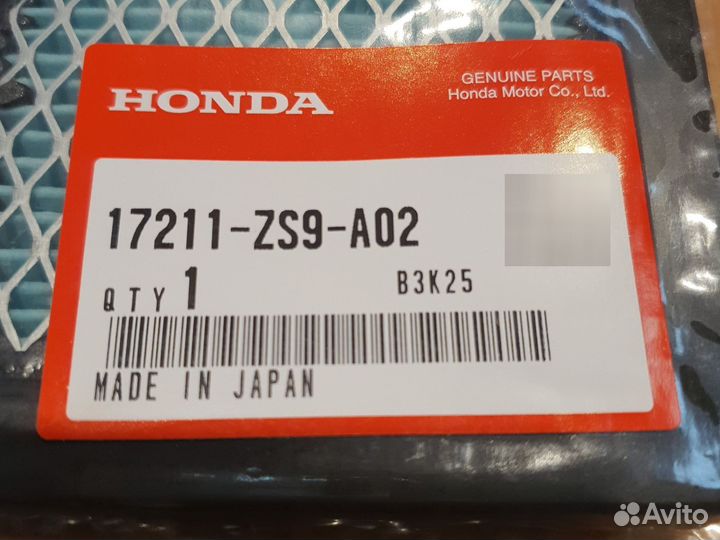 HONDA
GENUINE PARTS
Honda Motor Co., Ltd.
17211-ZS9-A02
QTY 1
B3K25
MADE IN JAPAN
Avito